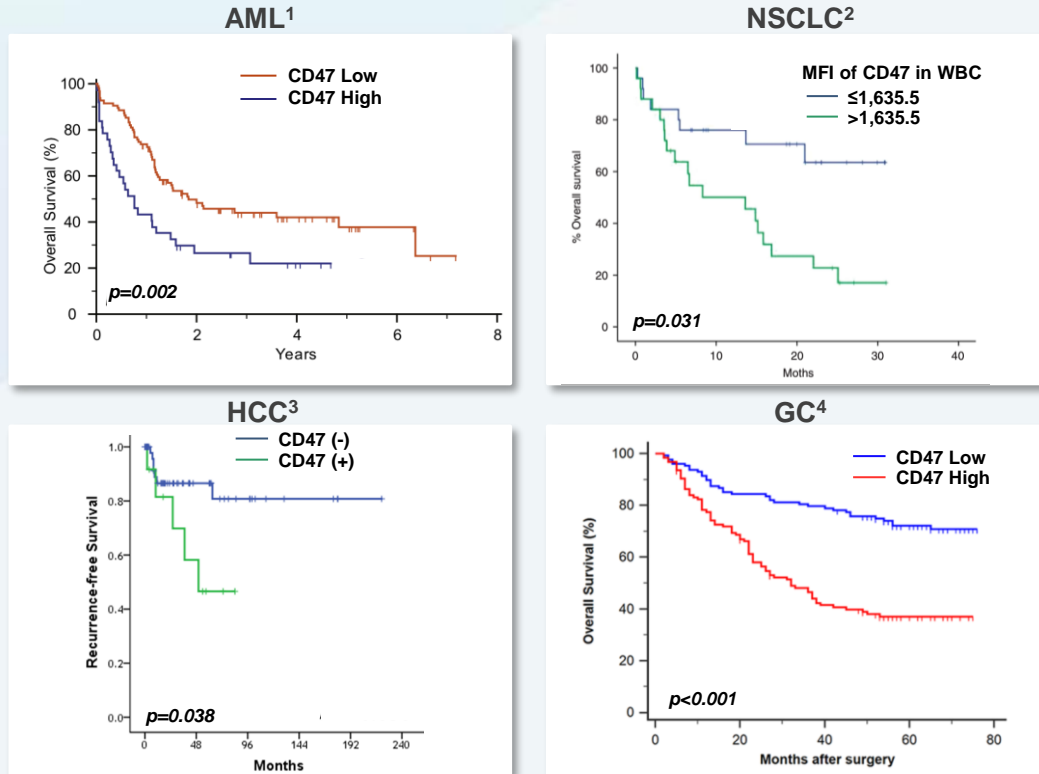 AML¹
CD47 Low
CD47 High
100
80
60
40
20
0
Overall Survival (%)
p=0.002
0 2 4 6 8
Years
NSCLC²
MFI of CD47 in WBC
≤1,635.5
>1,635.5
100
80
60
40
20
0
% Overall survival
p=0.031
0 10 20 30 40
Moths
HCC³
CD47 (-)
CD47 (+)
1.0
0.8
0.6
0.4
0.2
0.0
Recurrence-free Survival
p=0.038
0 48 96 144 192 240
Months
GC⁴
CD47 Low
CD47 High
100
80
60
40
20
0
Overall Survival (%)
p<0.001
0 20 40 60 80
Months after surgery